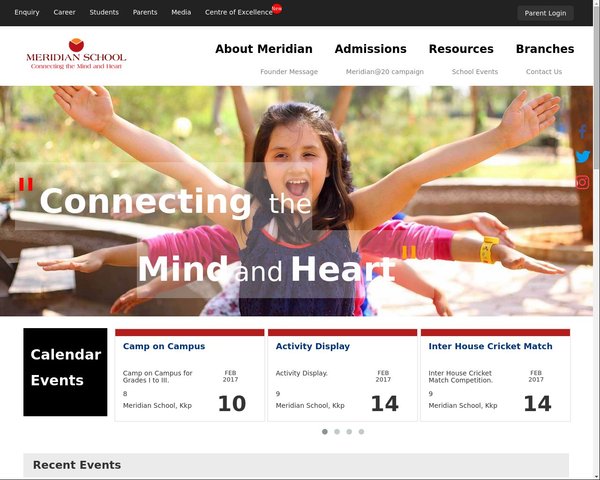 Enquiry Career Students Parents Media Centre of Excellence New Parent Login
MERIDIAN SCHOOL
Connecting the Mind and Heart
About Meridian Admissions Resources Branches
Founder Message Meridian@20 campaign School Events Contact Us
" Connecting the
Mind and Heart "
Calendar
Events
Camp on Campus
Camp on Campus for
Grades I to III.
FEB
2017
8
Meridian School, Kkp
10
Activity Display
Activity Display.
FEB
2017
9
Meridian School, Kkp
14
Inter House Cricket Match
Inter House Cricket
Match Competition.
FEB
2017
9
Meridian School, Kkp
14
Recent Events